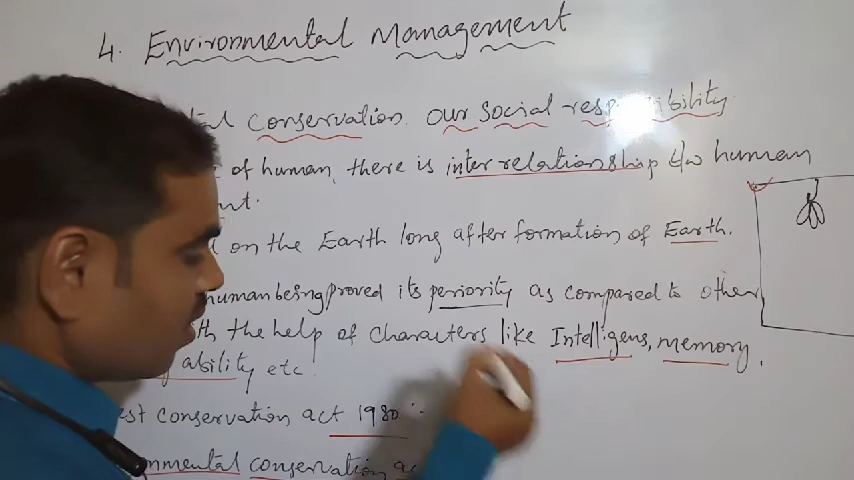 4. Environmental Management
tal conservation our social responsibility
of human, there is inter relationship b/w human
nt.
d on the Earth long after formation of Earth.
human being proved its periority as compared to other
th the help of characters like Intelligens, memory,
ability etc.
est conservation act 1980 :-
nmental conservation ac